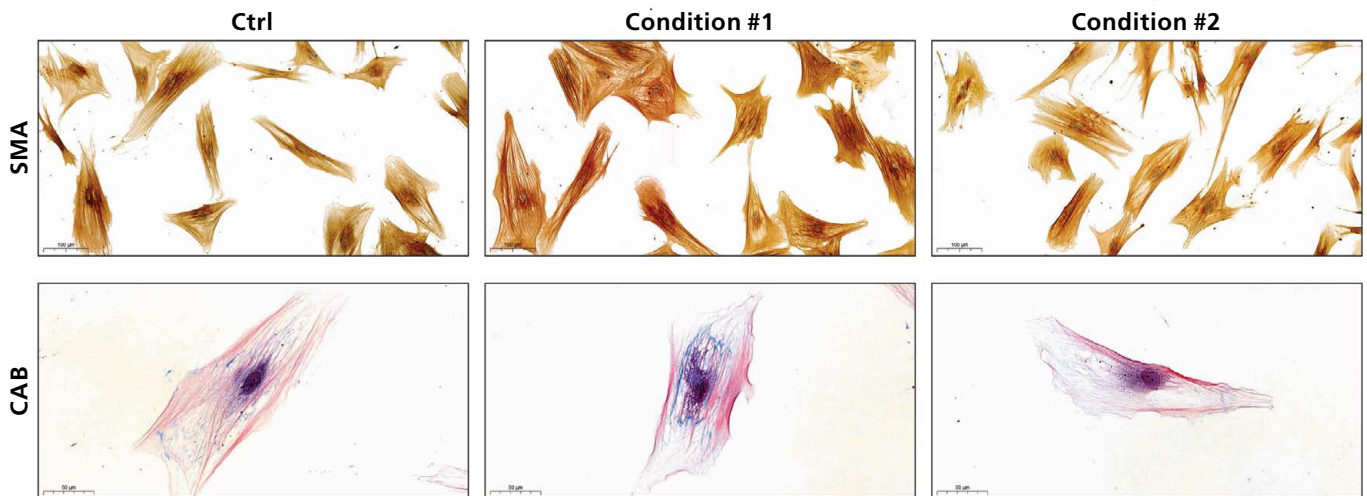 Ctrl
Condition #1
Condition #2
SMA
100 µm
100 µm
100 µm
CAB
50 µm
50 µm
50 µm